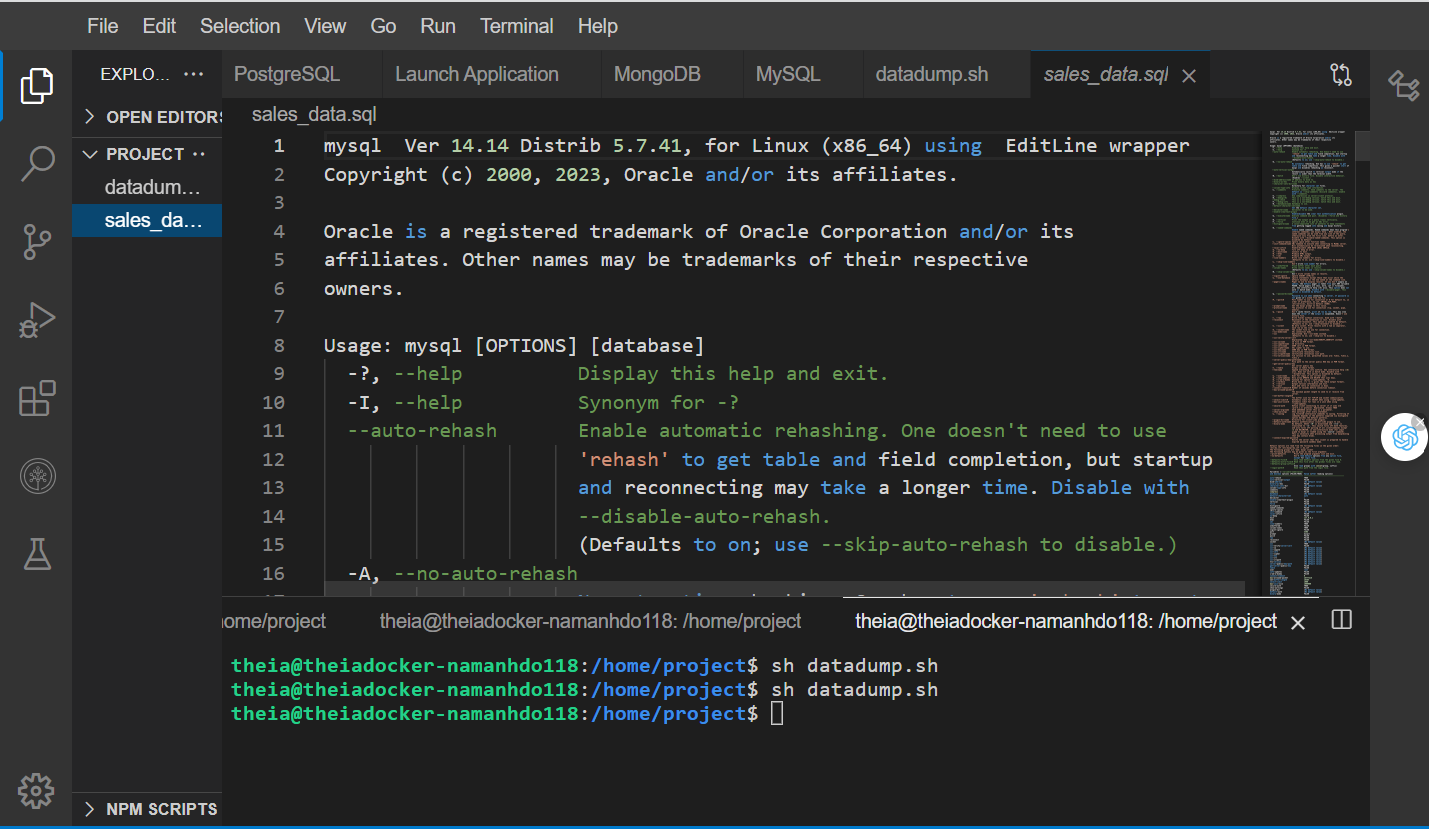 File Edit Selection View Go Run Terminal Help
EXPLO... ···
PostgreSQL Launch Application MongoDB MySQL datadump.sh sales_data.sql
OPEN EDITORS
PROJECT ··
datadum...
sales_da...
NPM SCRIPTS
sales_data.sql
1 mysql  Ver 14.14 Distrib 5.7.41, for Linux (x86_64) using  EditLine wrapper
2 Copyright (c) 2000, 2023, Oracle and/or its affiliates.
3
4 Oracle is a registered trademark of Oracle Corporation and/or its
5 affiliates. Other names may be trademarks of their respective
6 owners.
7
8 Usage: mysql [OPTIONS] [database]
9 -?, --help Display this help and exit.
10 -I, --help Synonym for -?
11 --auto-rehash Enable automatic rehashing. One doesn't need to use
12 'rehash' to get table and field completion, but startup
13 and reconnecting may take a longer time. Disable with
14 --disable-auto-rehash.
15 (Defaults to on; use --skip-auto-rehash to disable.)
16 -A, --no-auto-rehash
ome/project theia@theiadocker-namanhdo118: /home/project theia@theiadocker-namanhdo118: /home/project
theia@theiadocker-namanhdo118:/home/project$ sh datadump.sh
theia@theiadocker-namanhdo118:/home/project$ sh datadump.sh
theia@theiadocker-namanhdo118:/home/project$